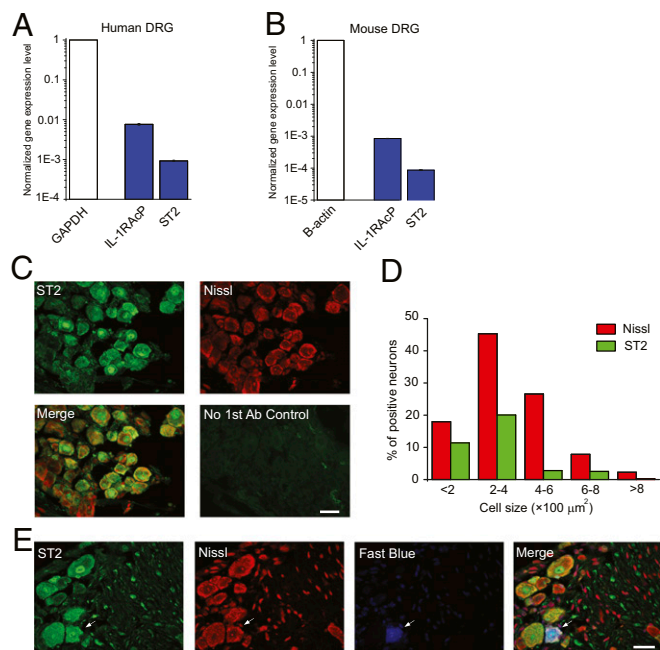 A
Human DRG
Normalized gene expression level
1
0.1
0.01
1E-3
1E-4
GAPDH
IL-1RAcP
ST2
B
Mouse DRG
Normalized gene expression level
1
0.1
0.01
1E-3
1E-4
1E-5
B-actin
IL-1RAcP
ST2
C
ST2
Nissl
Merge
No 1st Ab Control
D
% of positive neurons
50
40
30
20
10
0
Nissl
ST2
<2
2-4
4-6
6-8
>8
Cell size (×100 μm²)
E
ST2
Nissl
Fast Blue
Merge